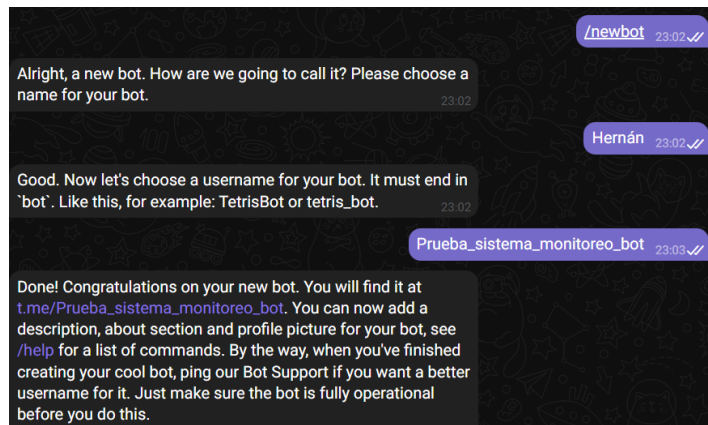 /newbot 23:02
Alright, a new bot. How are we going to call it? Please choose a
name for your bot.
23:02
Hernán 23:02
Good. Now let's choose a username for your bot. It must end in
`bot`. Like this, for example: TetrisBot or tetris_bot.
23:02
Prueba_sistema_monitoreo_bot 23:03
Done! Congratulations on your new bot. You will find it at
t.me/Prueba_sistema_monitoreo_bot. You can now add a
description, about section and profile picture for your bot, see
/help for a list of commands. By the way, when you've finished
creating your cool bot, ping our Bot Support if you want a better
username for it. Just make sure the bot is fully operational
before you do this.